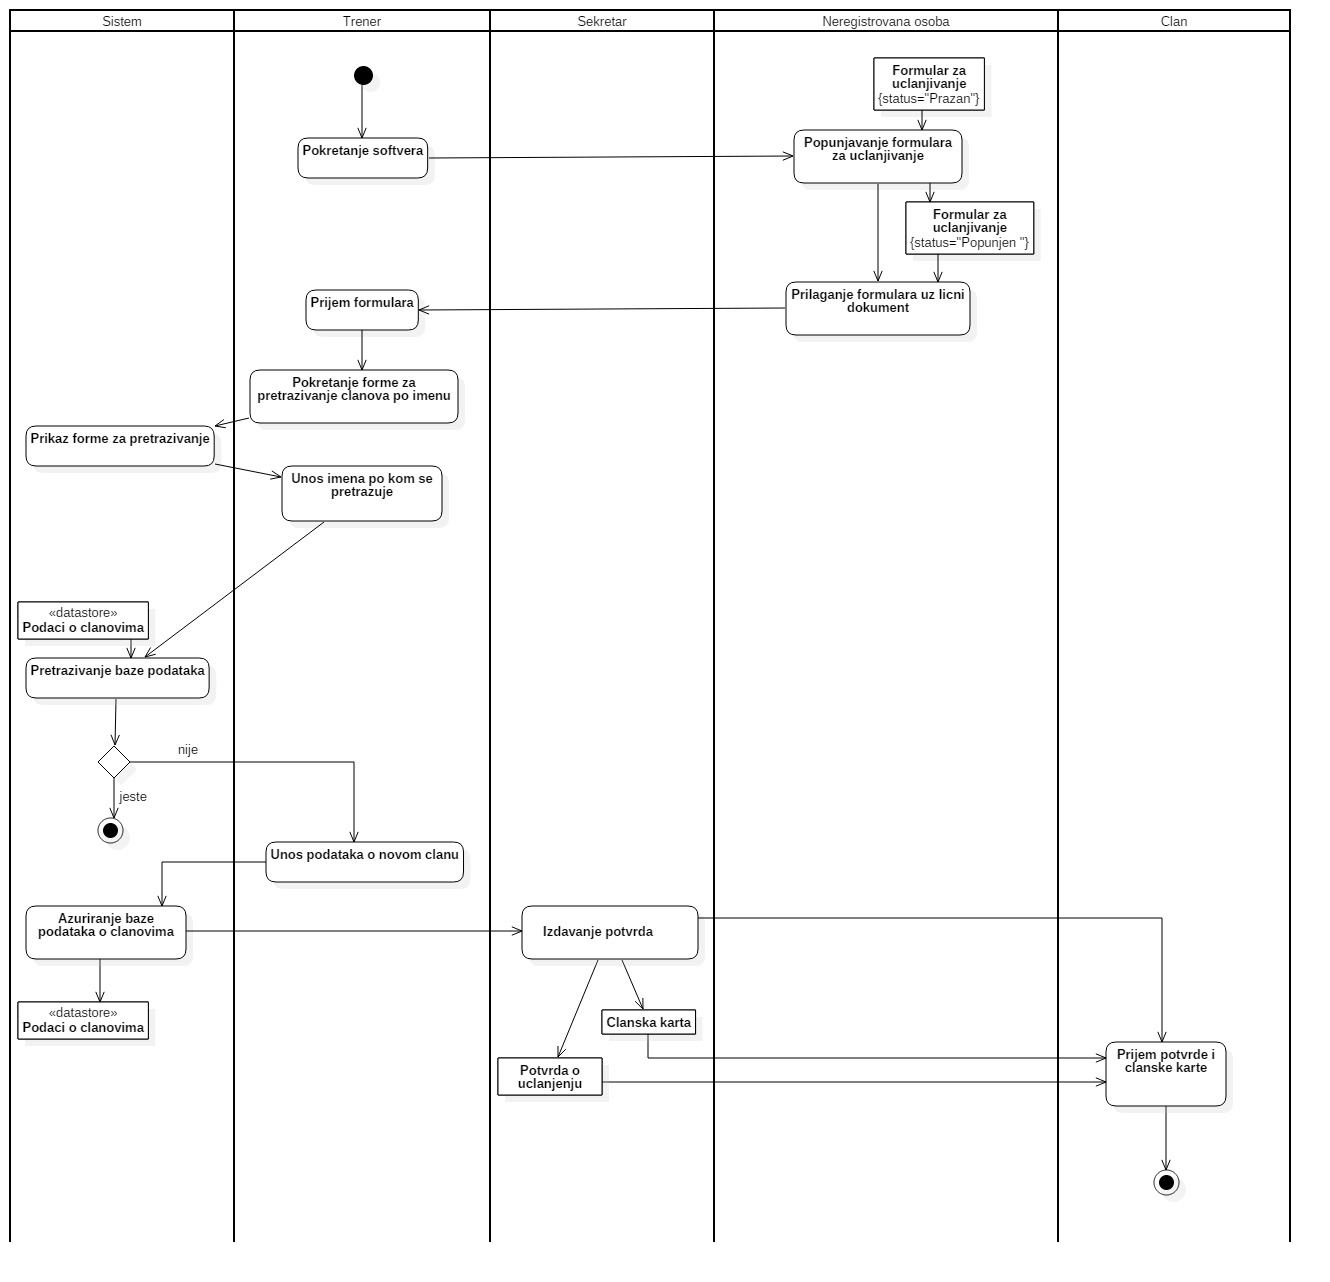 Sistem
Trener
Sekretar
Neregistrovana osoba
Clan
Formular za
uclanjivanje
{status="Prazan"}
Pokretanje softvera
Popunjavanje formulara
za uclanjivanje
Formular za
uclanjivanje
{status="Popunjen "}
Prilaganje formulara uz licni
dokument
Prijem formulara
Pokretanje forme za
pretrazivanje clanova po imenu
Prikaz forme za pretrazivanje
Unos imena po kom se
pretrazuje
«datastore»
Podaci o clanovima
Pretrazivanje baze podataka
nije
jeste
Unos podataka o novom clanu
Azuriranje baze
podataka o clanovima
Izdavanje potvrda
«datastore»
Podaci o clanovima
Clanska karta
Potvrda o
uclanjenju
Prijem potvrde i
clanske karte